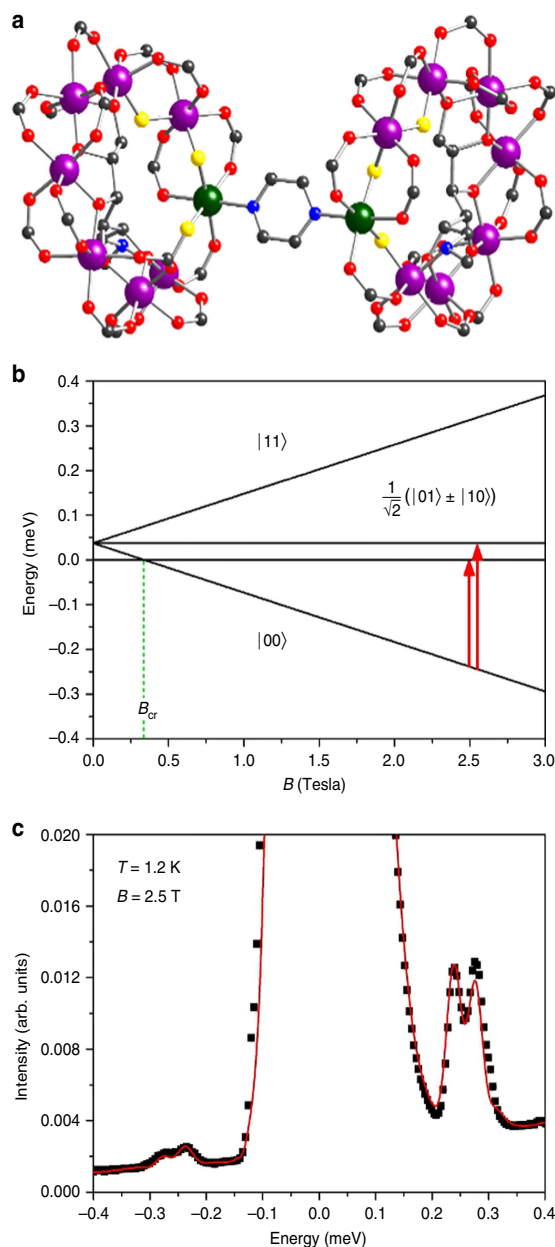 a
b
0.4
0.3
0.2
0.1
0.0
−0.1
−0.2
−0.3
−0.4
Energy (meV)
|11⟩
1/√2 (|01⟩ ± |10⟩)
|00⟩
Bcr
0.0 0.5 1.0 1.5 2.0 2.5 3.0
B (Tesla)
c
0.020
0.016
0.012
0.008
0.004
0.000
Intensity (arb. units)
T = 1.2 K
B = 2.5 T
−0.4 −0.3 −0.2 −0.1 0.0 0.1 0.2 0.3 0.4
Energy (meV)